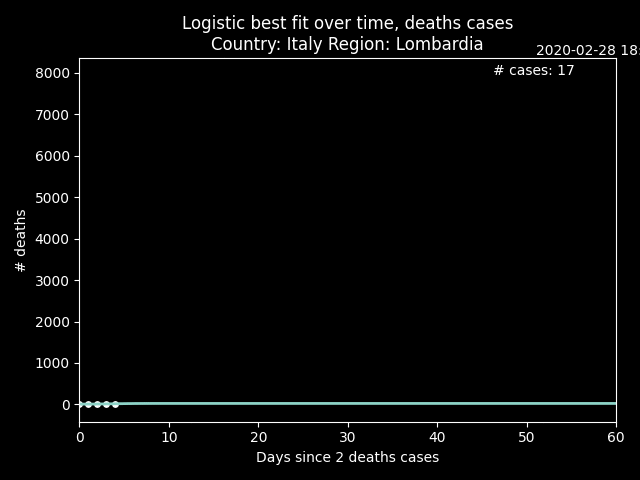 Logistic best fit over time, deaths cases
Country: Italy Region: Lombardia
2020-02-28 18:
# cases: 17
8000
7000
6000
5000
4000
3000
2000
1000
0
# deaths
0 10 20 30 40 50 60
Days since 2 deaths cases